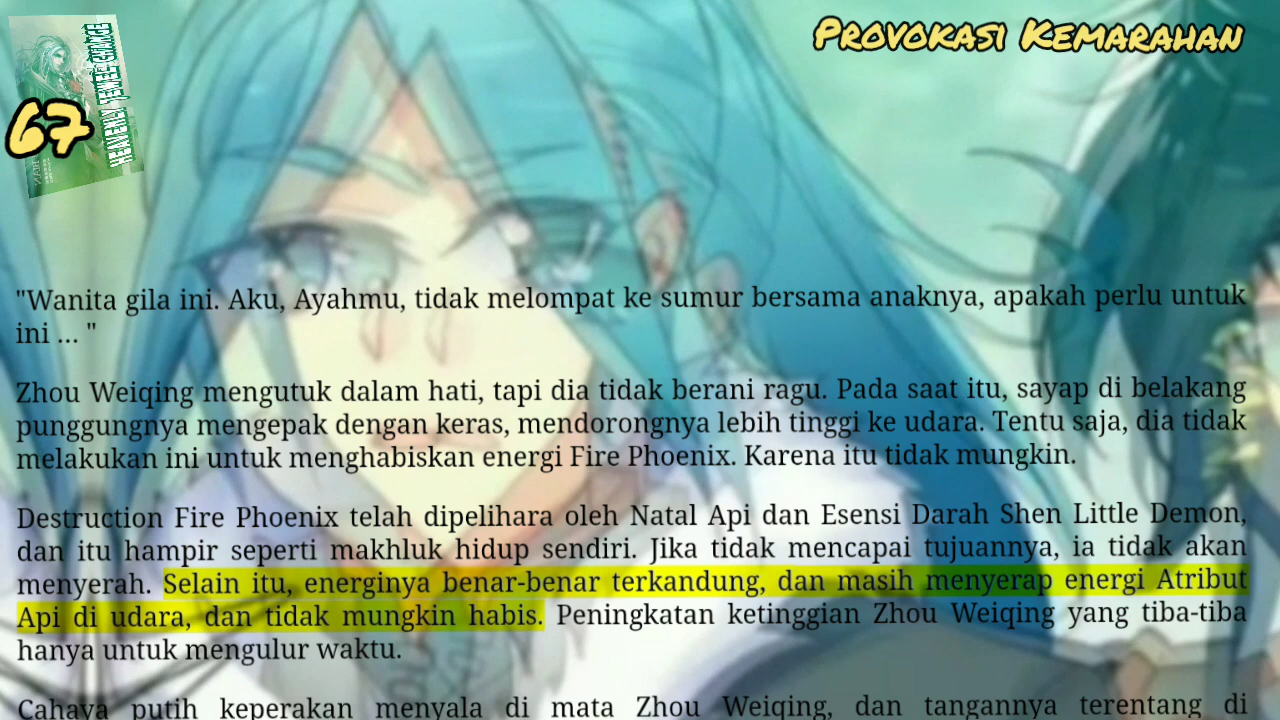 Provokasi Kemarahan
HEAVENLY JEWEL CHANGE
67
"Wanita gila ini. Aku, Ayahmu, tidak melompat ke sumur bersama anaknya, apakah perlu untuk
ini ... "
Zhou Weiqing mengutuk dalam hati, tapi dia tidak berani ragu. Pada saat itu, sayap di belakang
punggungnya mengepak dengan keras, mendorongnya lebih tinggi ke udara. Tentu saja, dia tidak
melakukan ini untuk menghabiskan energi Fire Phoenix. Karena itu tidak mungkin.
Destruction Fire Phoenix telah dipelihara oleh Natal Api dan Esensi Darah Shen Little Demon,
dan itu hampir seperti makhluk hidup sendiri. Jika tidak mencapai tujuannya, ia tidak akan
menyerah. Selain itu, energinya benar-benar terkandung, dan masih menyerap energi Atribut
Api di udara, dan tidak mungkin habis. Peningkatan ketinggian Zhou Weiqing yang tiba-tiba
hanya untuk mengulur waktu.
Cahaya putih keperakan menyala di mata Zhou Weiqing, dan tangannya terentang di